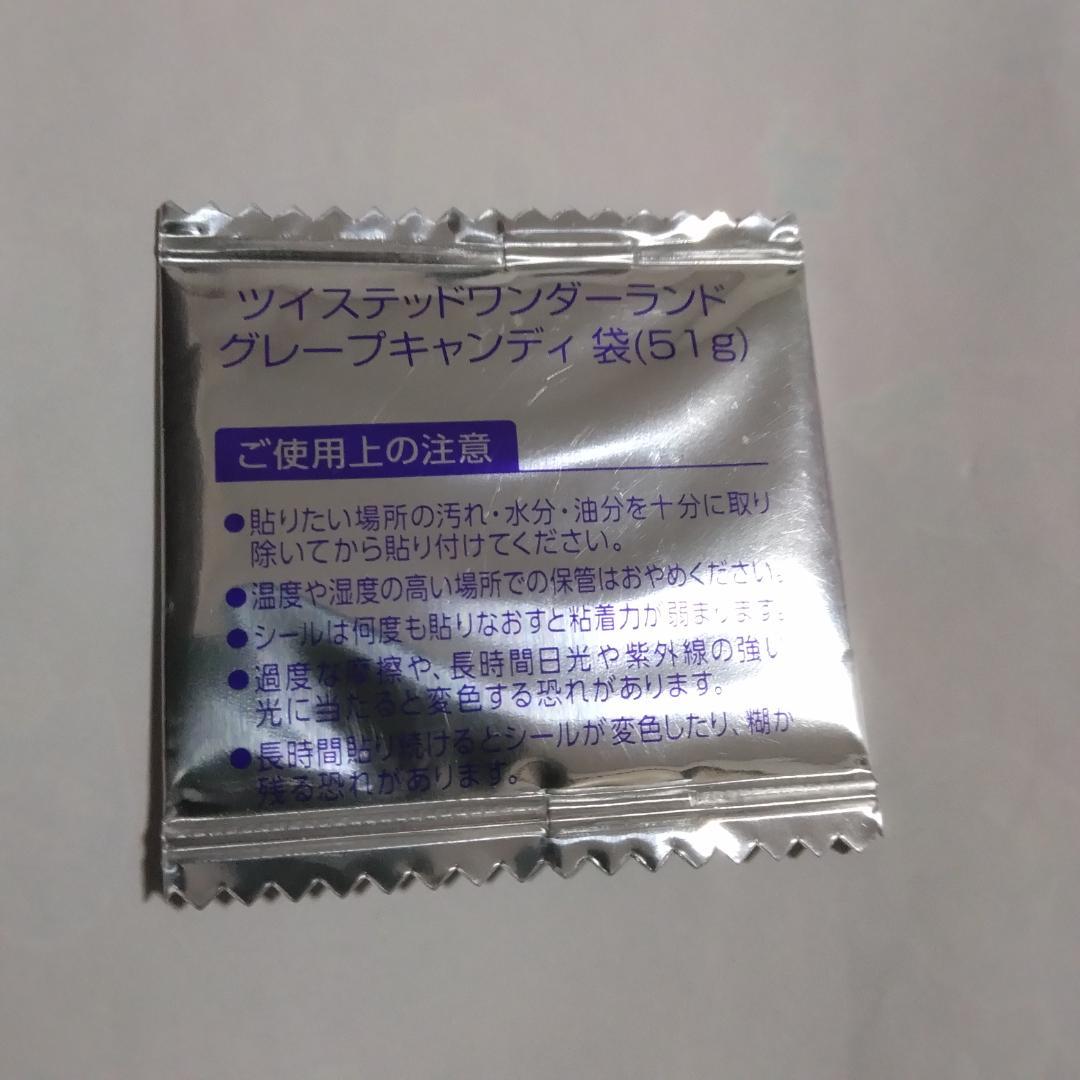 ツイステッドワンダーランド
グレープキャンディ 袋(51g)
ご使用上の注意
●貼りたい場所の汚れ・水分・油分を十分に取り
除いてから貼り付けてください。
●温度や湿度の高い場所での保管はおやめください。
●シールは何度も貼りなおすと粘着力が弱まります。
●過度な摩擦や、長時間日光や紫外線の強い
光に当たると変色する恐れがあります。
●長時間貼り続けるとシールが変色したり、糊が
残る恐れがあります。